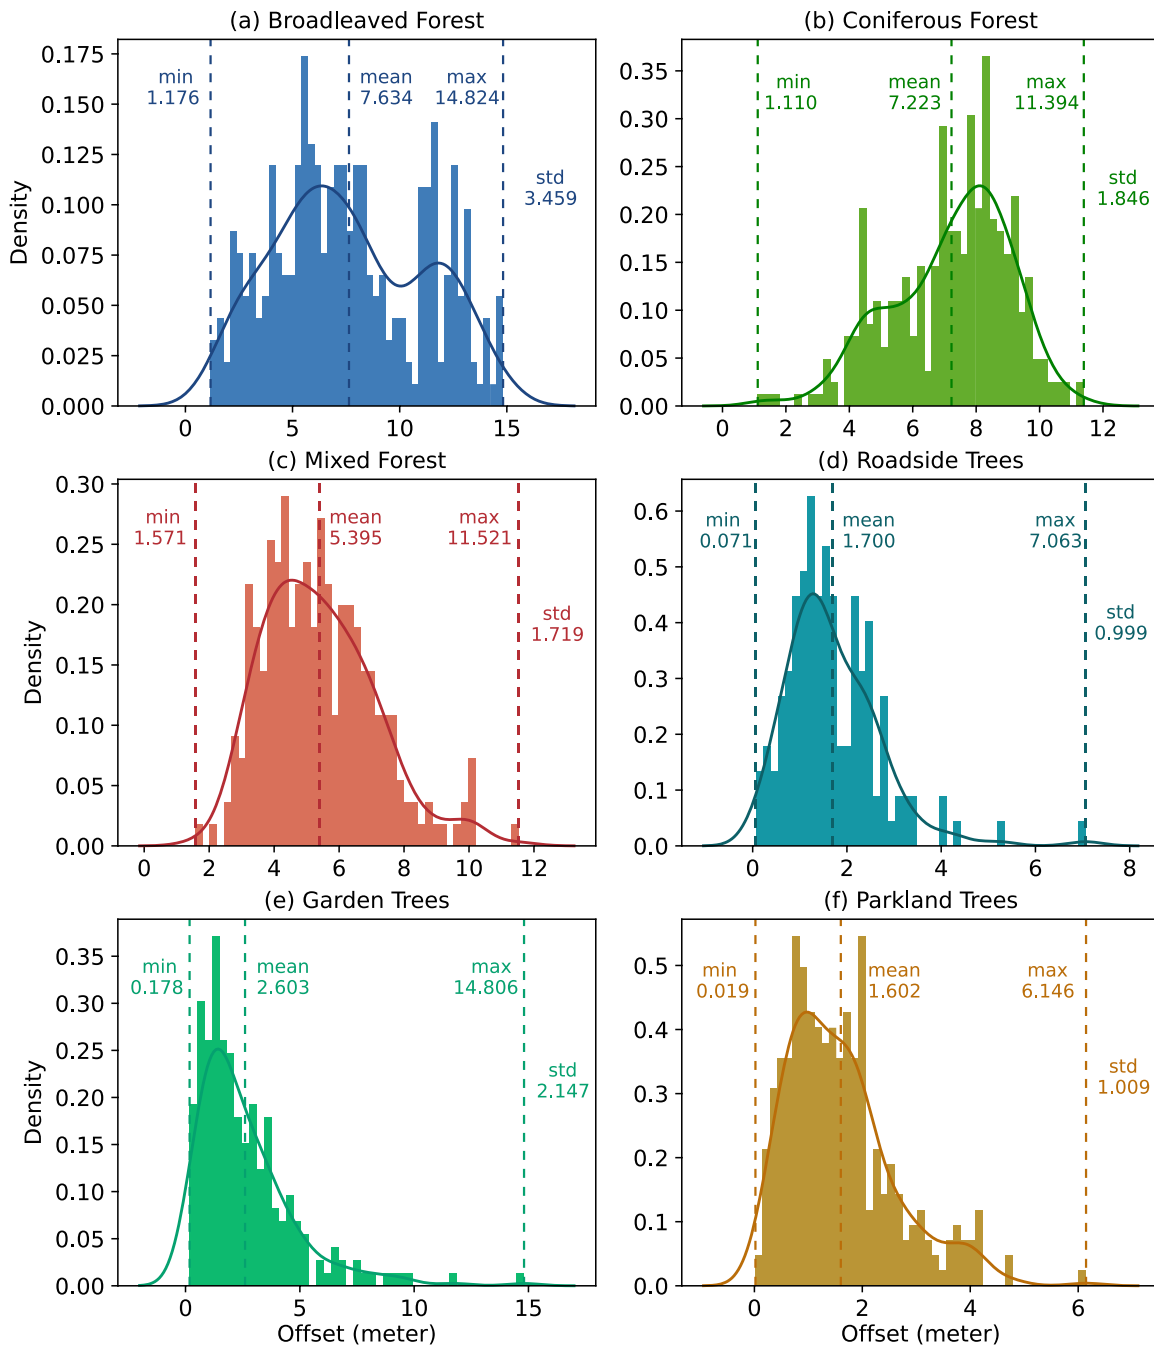 (a) Broadleaved Forest
0.175
0.150
0.125
0.100
0.075
0.050
0.025
0.000
Density
min
1.176
mean
7.634
max
14.824
std
3.459
0 5 10 15
(b) Coniferous Forest
0.35
0.30
0.25
0.20
0.15
0.10
0.05
0.00
min
1.110
mean
7.223
max
11.394
std
1.846
0 2 4 6 8 10 12
(c) Mixed Forest
0.30
0.25
0.20
0.15
0.10
0.05
0.00
Density
min
1.571
mean
5.395
max
11.521
std
1.719
0 2 4 6 8 10 12
(d) Roadside Trees
0.6
0.5
0.4
0.3
0.2
0.1
0.0
min
0.071
mean
1.700
max
7.063
std
0.999
0 2 4 6 8
(e) Garden Trees
0.35
0.30
0.25
0.20
0.15
0.10
0.05
0.00
Density
min
0.178
mean
2.603
max
14.806
std
2.147
0 5 10 15
Offset (meter)
(f) Parkland Trees
0.5
0.4
0.3
0.2
0.1
0.0
min
0.019
mean
1.602
max
6.146
std
1.009
0 2 4 6
Offset (meter)